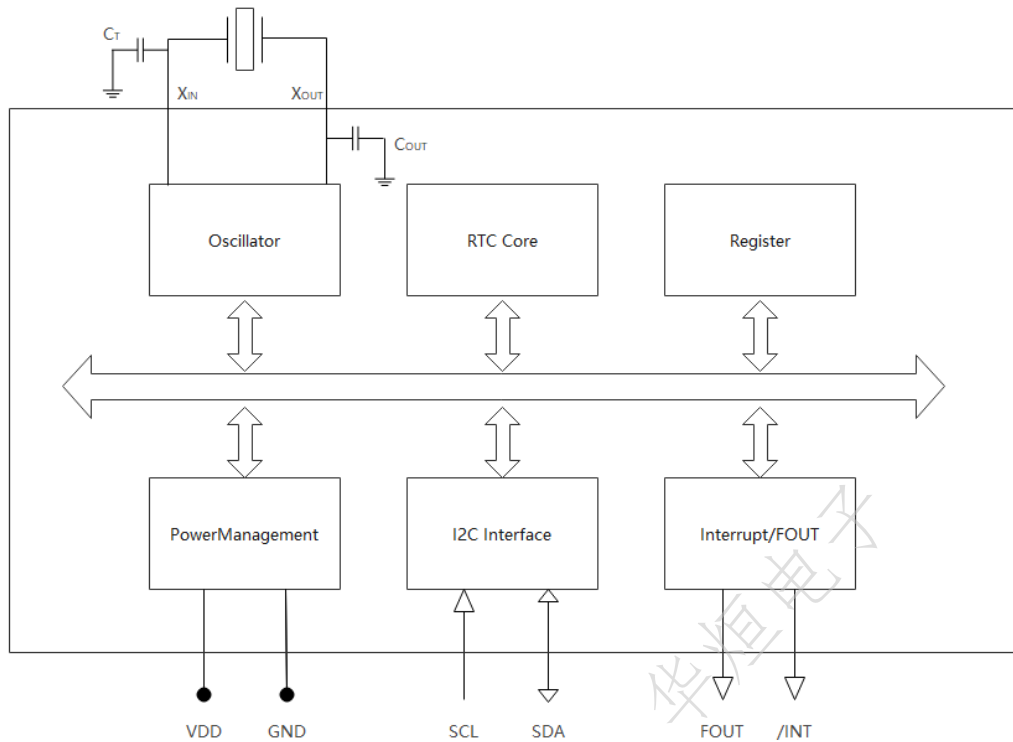 CT
XIN
XOUT
COUT
Oscillator
RTC Core
Register
PowerManagement
I2C Interface
Interrupt/FOUT
VDD
GND
SCL
SDA
FOUT
/INT
华烜电子